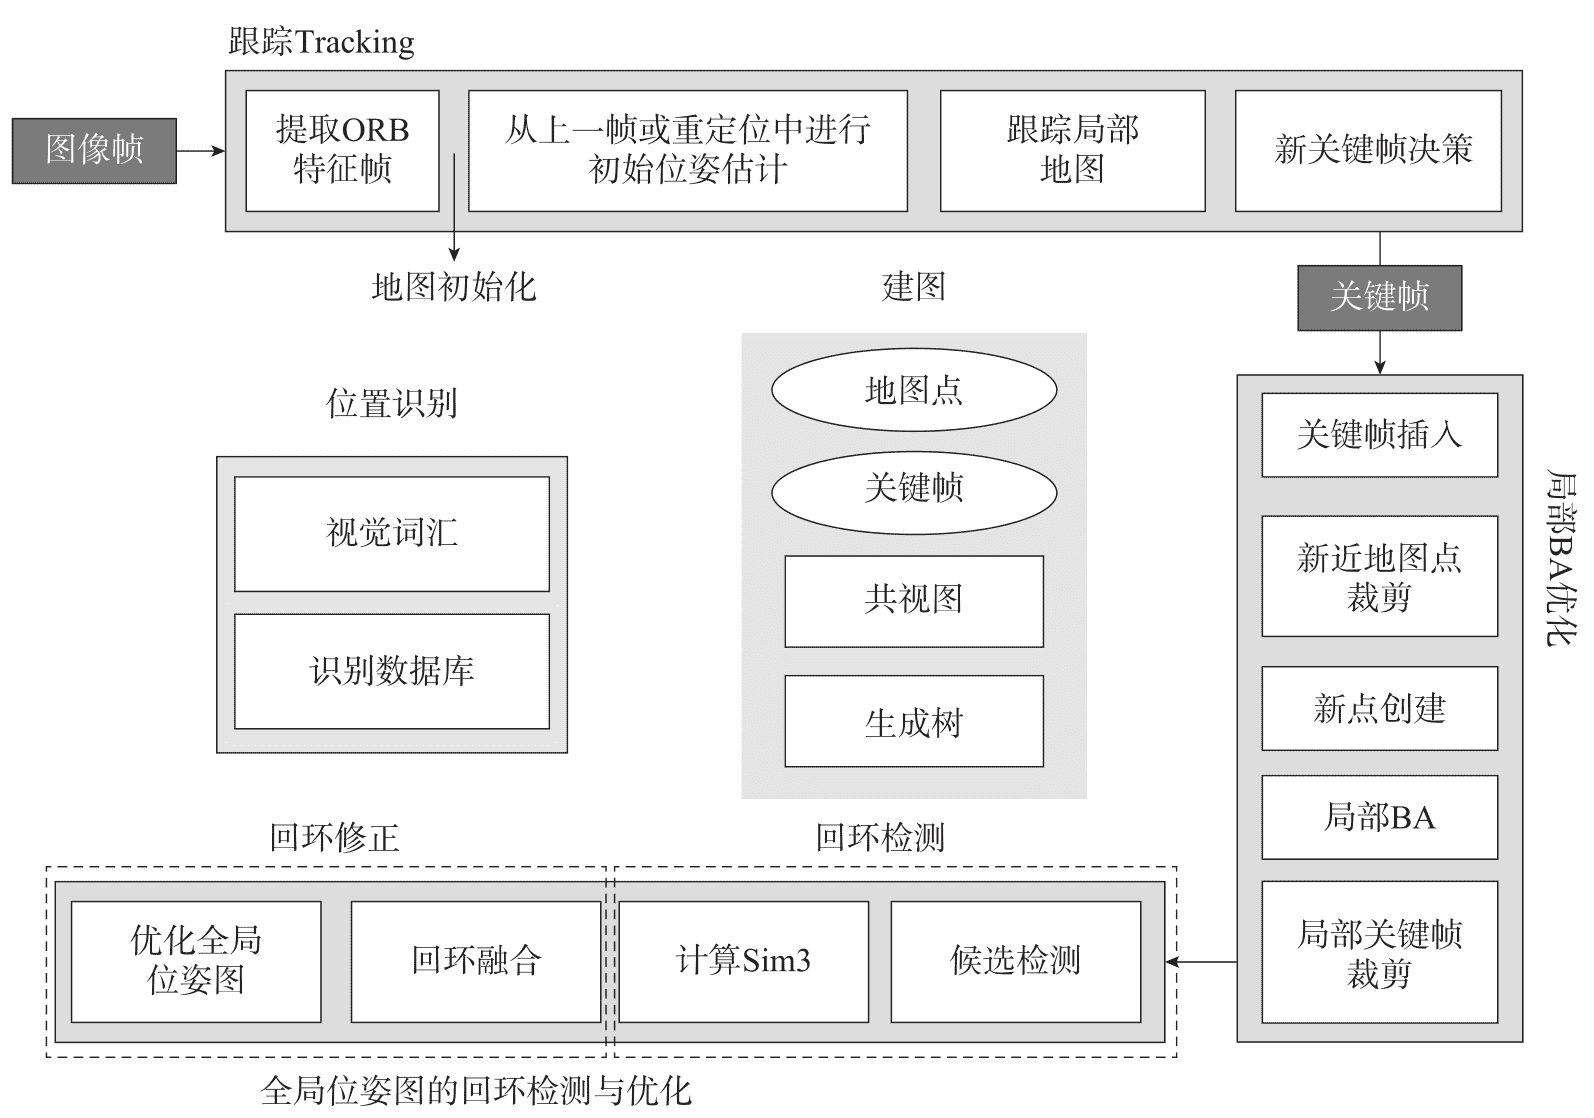 跟踪Tracking
图像帧
提取ORB
特征帧
从上一帧或重定位中进行
初始位姿估计
跟踪局部
地图
新关键帧决策
地图初始化
建图
关键帧
位置识别
视觉词汇
识别数据库
地图点
关键帧
共视图
生成树
关键帧插入
新近地图点
裁剪
新点创建
局部BA
局部关键帧
裁剪
局部BA优化
回环修正
回环检测
优化全局
位姿图
回环融合
计算Sim3
候选检测
全局位姿图的回环检测与优化